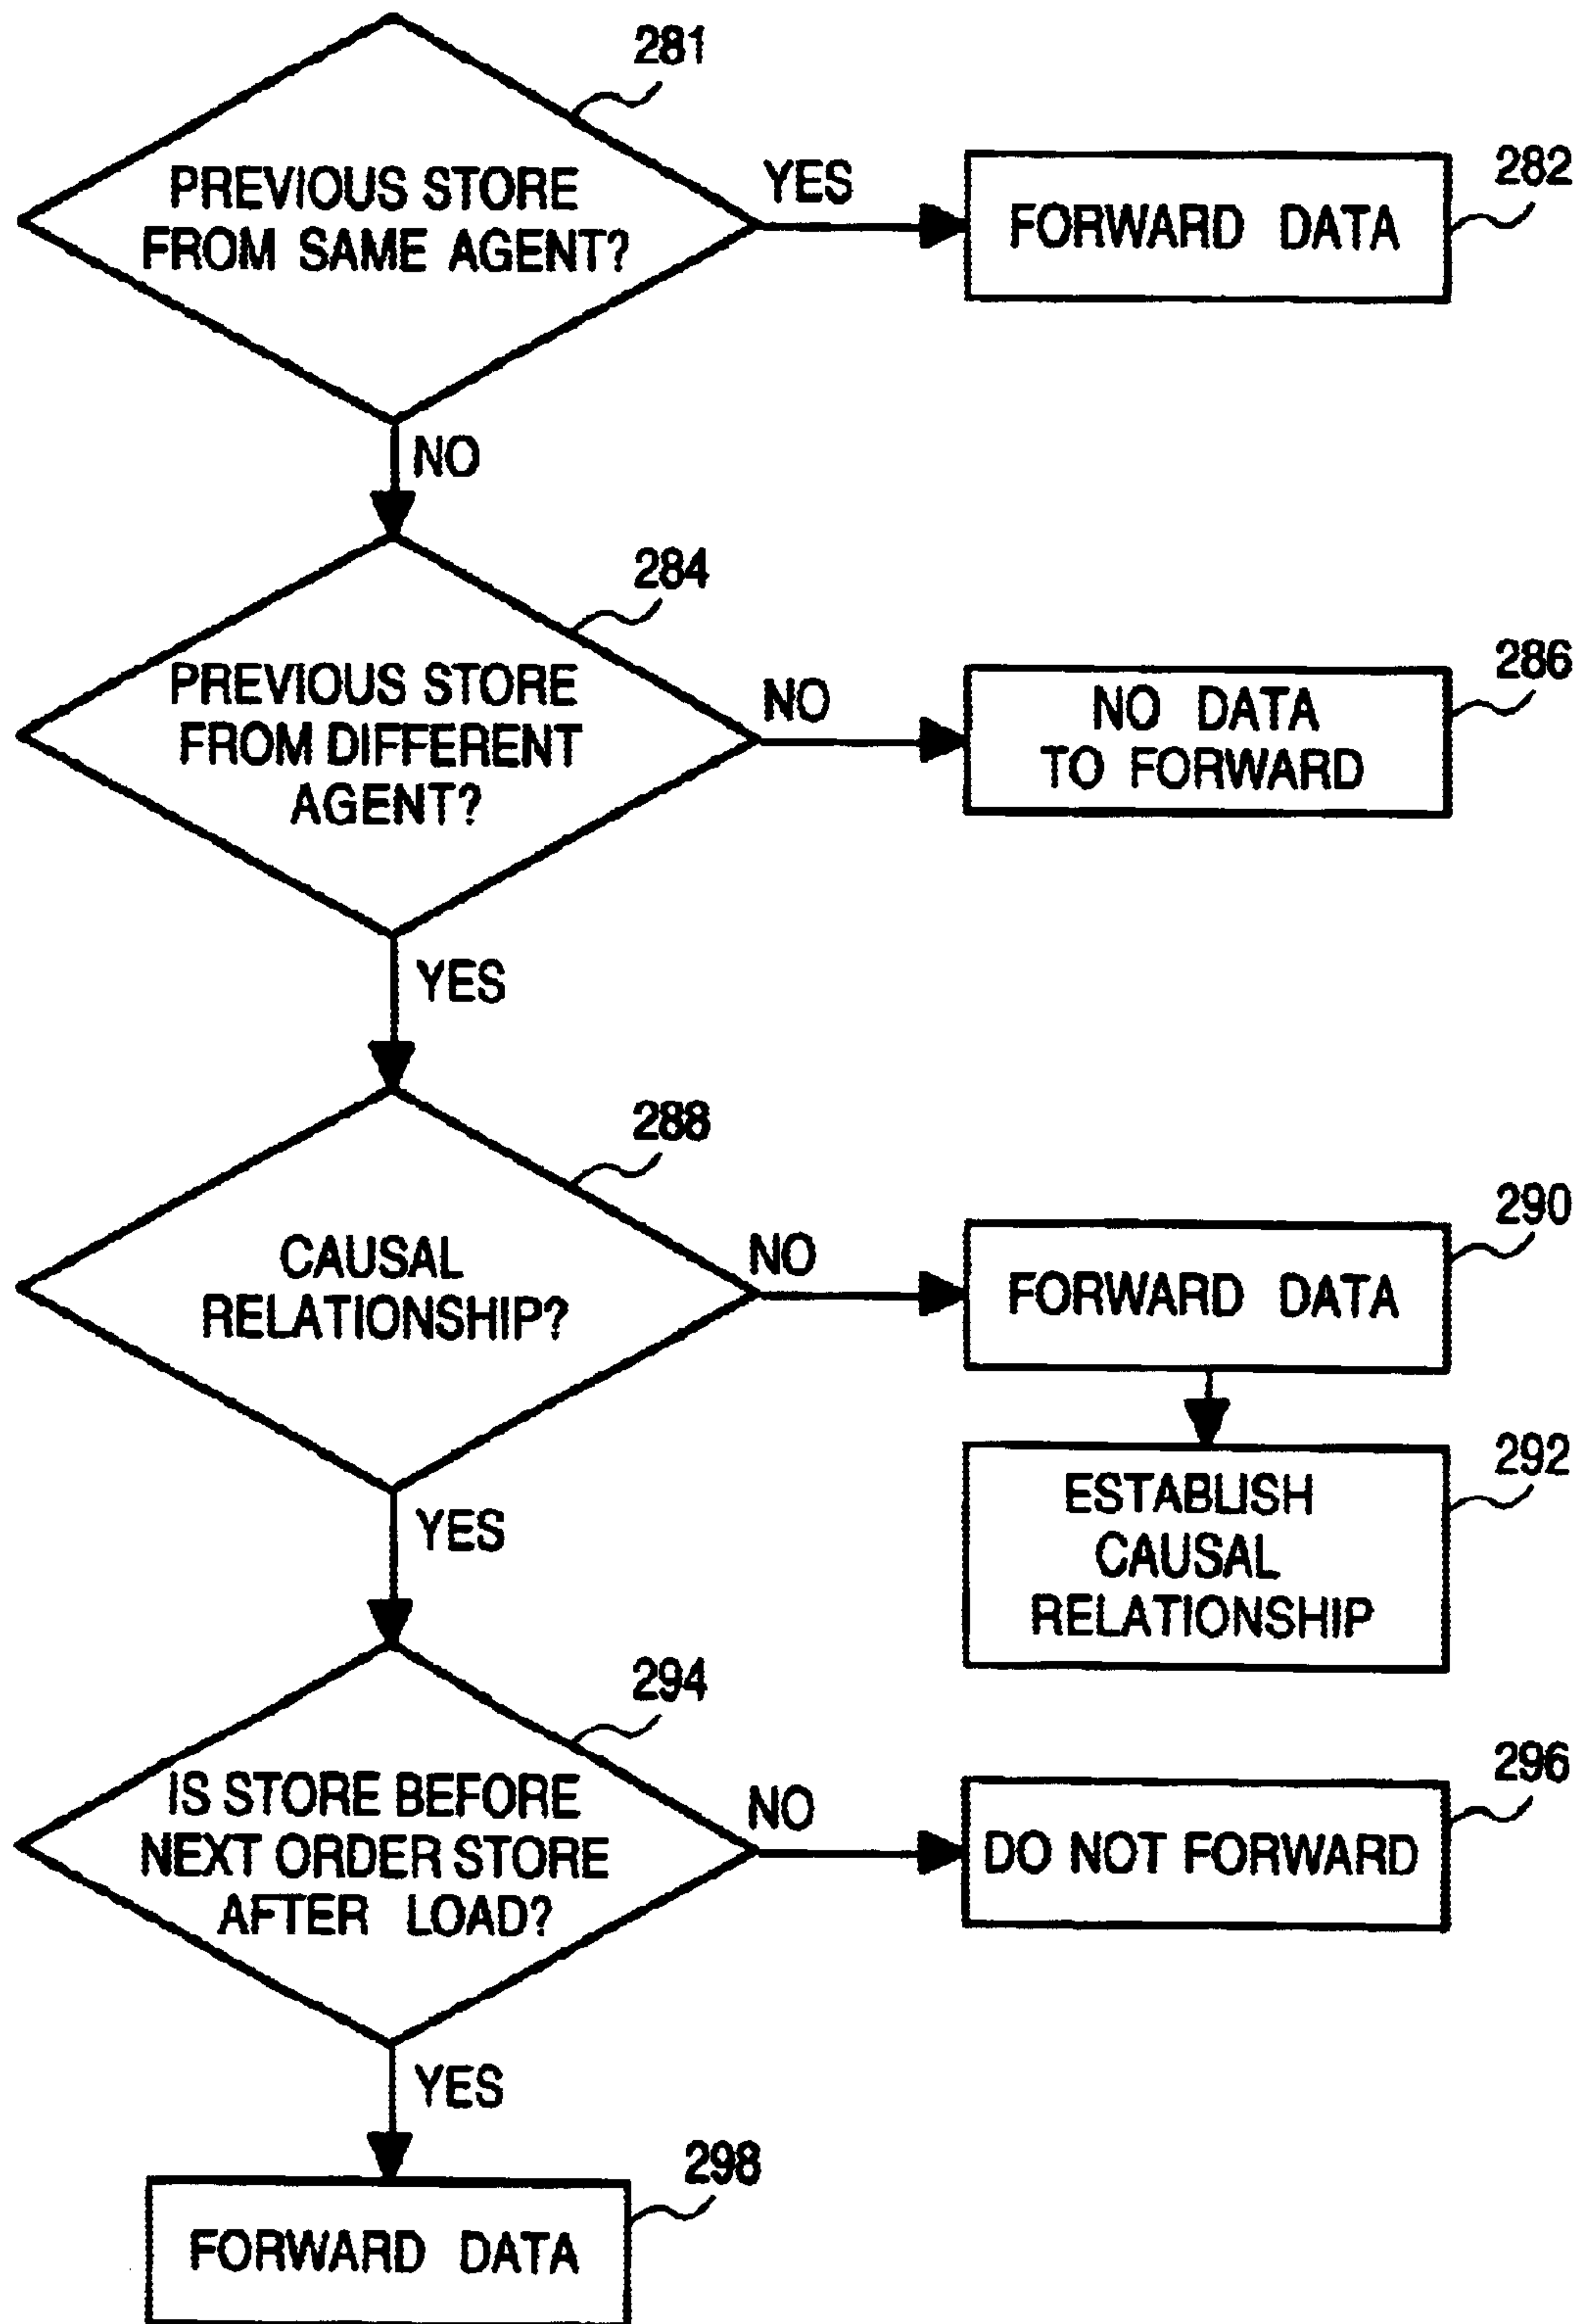 281
PREVIOUS STORE
FROM SAME AGENT?
YES
FORWARD DATA
282
NO
284
PREVIOUS STORE
FROM DIFFERENT
AGENT?
NO
NO DATA
TO FORWARD
286
YES
288
CAUSAL
RELATIONSHIP?
NO
FORWARD DATA
290
ESTABLISH
CAUSAL
RELATIONSHIP
292
YES
294
IS STORE BEFORE
NEXT ORDER STORE
AFTER LOAD?
NO
DO NOT FORWARD
296
YES
298
FORWARD DATA